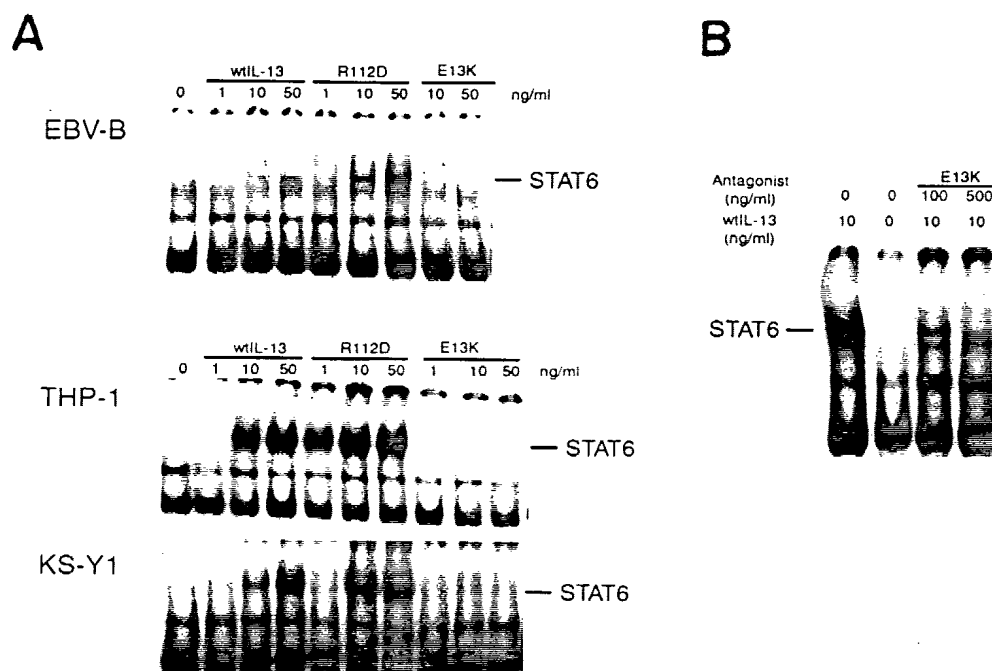 A
wtIL-13 R112D E13K
0 1 10 50 1 10 50 10 50 ng/ml
EBV-B
STAT6
wtIL-13 R112D E13K
0 1 10 50 1 10 50 1 10 50 ng/ml
THP-1
STAT6
KS-Y1
STAT6
B
E13K
Antagonist 0 0 100 500
(ng/ml)
wtIL-13 10 0 10 10
(ng/ml)
STAT6